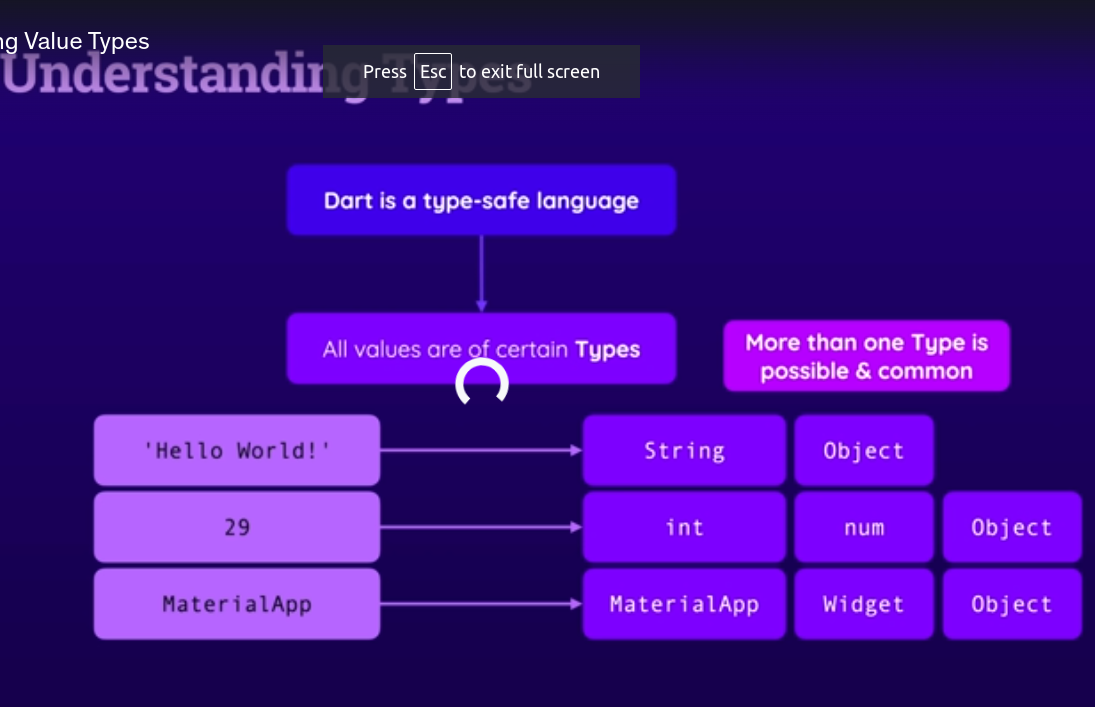 ng Value Types
Understanding Types
Press Esc to exit full screen
Dart is a type-safe language
All values are of certain Types
More than one Type is
possible & common
'Hello World!'
String
Object
29
int
num
Object
MaterialApp
MaterialApp
Widget
Object